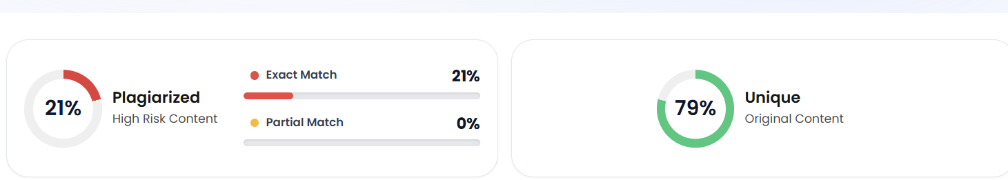 21%
Plagiarized
High Risk Content
Exact Match 21%
Partial Match 0%
79%
Unique
Original Content